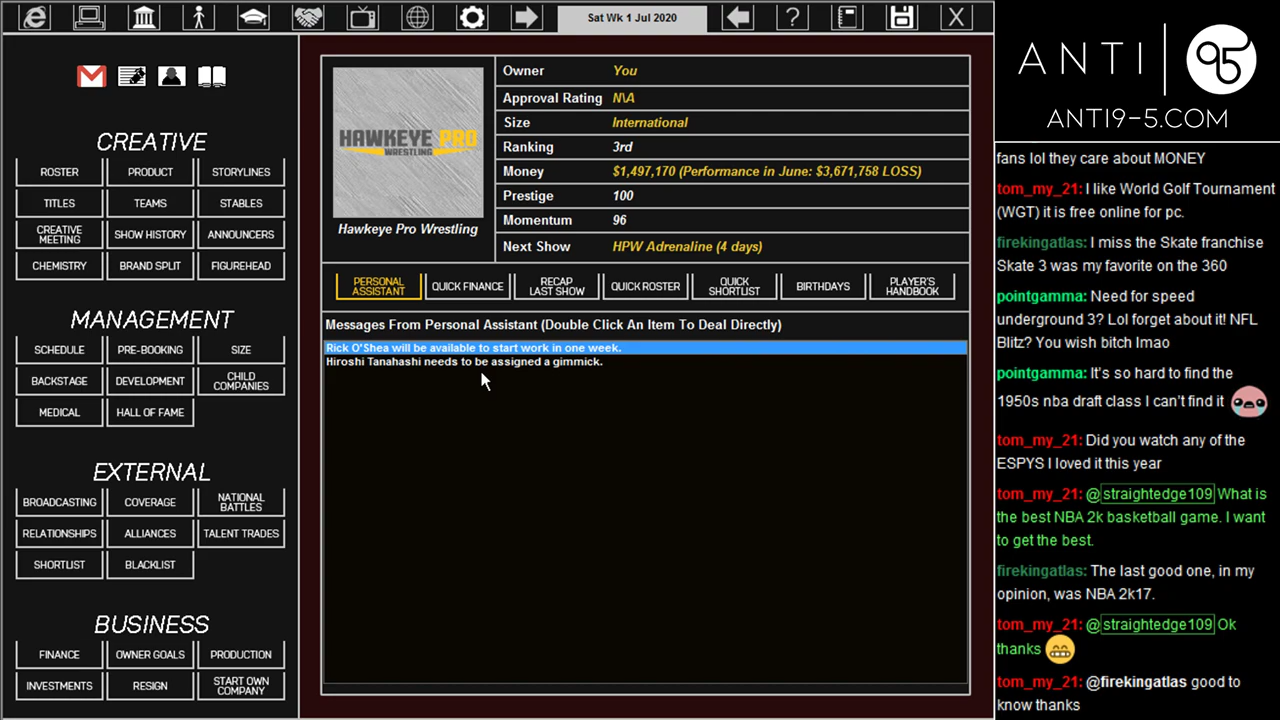 Sat Wk 1 Jul 2020
CREATIVE
ROSTER
PRODUCT
STORYLINES
TITLES
TEAMS
STABLES
CREATIVE
MEETING
SHOW HISTORY
ANNOUNCERS
CHEMISTRY
BRAND SPLIT
FIGUREHEAD
MANAGEMENT
SCHEDULE
PRE-BOOKING
SIZE
BACKSTAGE
DEVELOPMENT
CHILD
COMPANIES
MEDICAL
HALL OF FAME
EXTERNAL
BROADCASTING
COVERAGE
NATIONAL
BATTLES
RELATIONSHIPS
ALLIANCES
TALENT TRADES
SHORTLIST
BLACKLIST
BUSINESS
FINANCE
OWNER GOALS
PRODUCTION
INVESTMENTS
RESIGN
START OWN
COMPANY
HAWKEYE PRO
WRESTLING
Hawkeye Pro Wrestling
Owner You
Approval Rating N\A
Size International
Ranking 3rd
Money $1,497,170 (Performance in June: $3,671,758 LOSS)
Prestige 100
Momentum 96
Next Show HPW Adrenaline (4 days)
PERSONAL
ASSISTANT
QUICK FINANCE
RECAP
LAST SHOW
QUICK ROSTER
QUICK
SHORTLIST
BIRTHDAYS
PLAYER'S
HANDBOOK
Messages From Personal Assistant (Double Click An Item To Deal Directly)
Rick O'Shea will be available to start work in one week.
Hiroshi Tanahashi needs to be assigned a gimmick.
ANTI 95
ANTI9-5.COM
fans lol they care about MONEY
tom_my_21: I like World Golf Tournament
(WGT) it is free online for pc.
firekingatlas: I miss the Skate franchise
Skate 3 was my favorite on the 360
pointgamma: Need for speed
underground 3? Lol forget about it! NFL
Blitz? You wish bitch lmao
pointgamma: It's so hard to find the
1950s nba draft class I can't find it
tom_my_21: Did you watch any of the
ESPYS I loved it this year
tom_my_21: @straightedge109 What is
the best NBA 2k basketball game. I want
to get the best.
firekingatlas: The last good one, in my
opinion, was NBA 2k17.
tom_my_21: @straightedge109 Ok
thanks
tom_my_21: @firekingatlas good to
know thanks